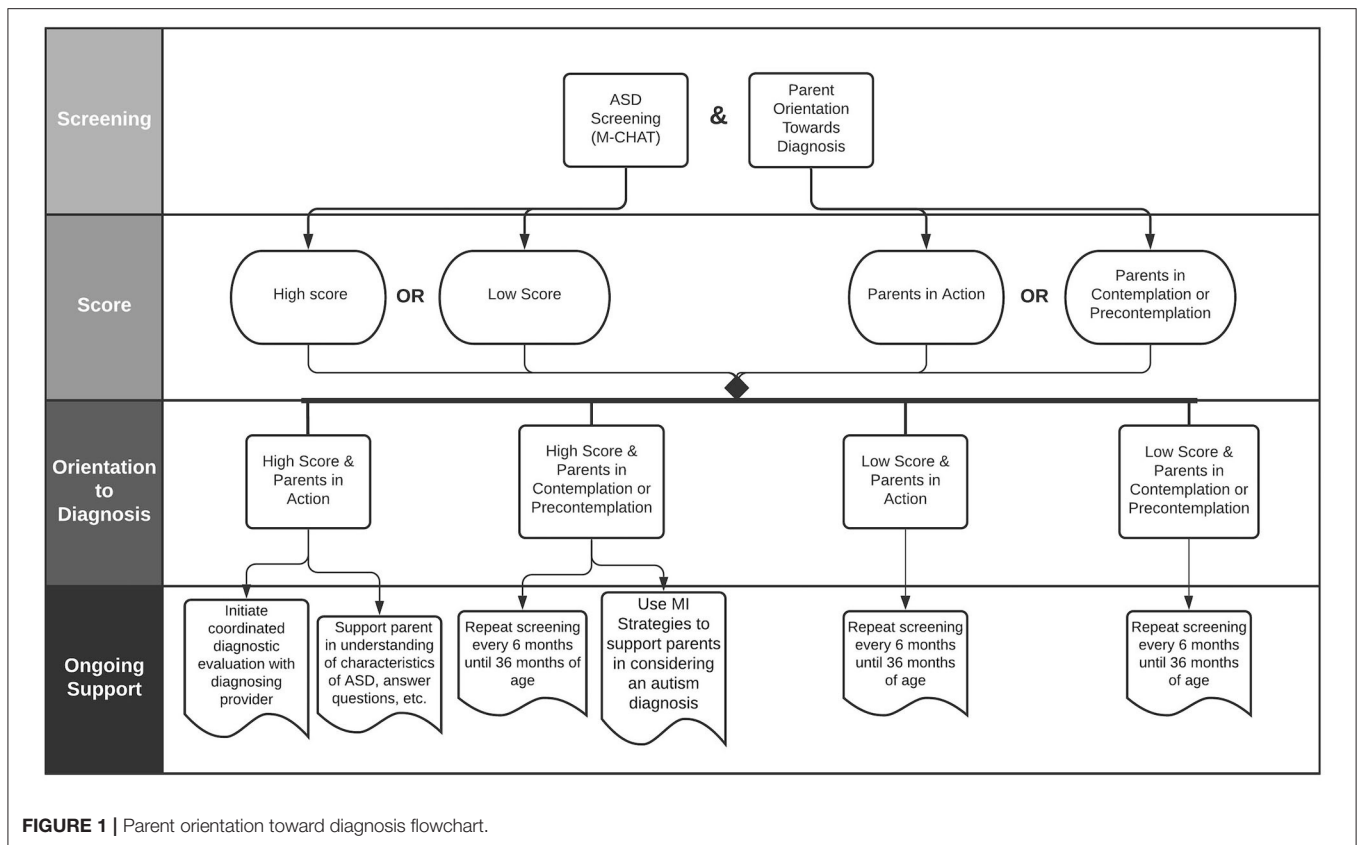 Screening
ASD
Screening
(M-CHAT)
&
Parent
Orientation
Towards
Diagnosis
Score
High score
OR
Low Score
Parents in Action
OR
Parents in
Contemplation or
Precontemplation
Orientation
to
Diagnosis
High Score &
Parents in
Action
High Score &
Parents in
Contemplation or
Precontemplation
Low Score &
Parents in
Action
Low Score &
Parents in
Contemplation or
Precontemplation
Ongoing
Support
Initiate
coordinated
diagnostic
evaluation with
diagnosing
provider
Support parent
in understanding
of characteristics
of ASD, answer
questions, etc.
Repeat screening
every 6 months
until 36 months of
age
Use MI
Strategies to
support parents
in considering
an autism
diagnosis
Repeat screening
every 6 months
until 36 months
of age
Repeat screening
every 6 months
until 36 months
of age
FIGURE 1 | Parent orientation toward diagnosis flowchart.